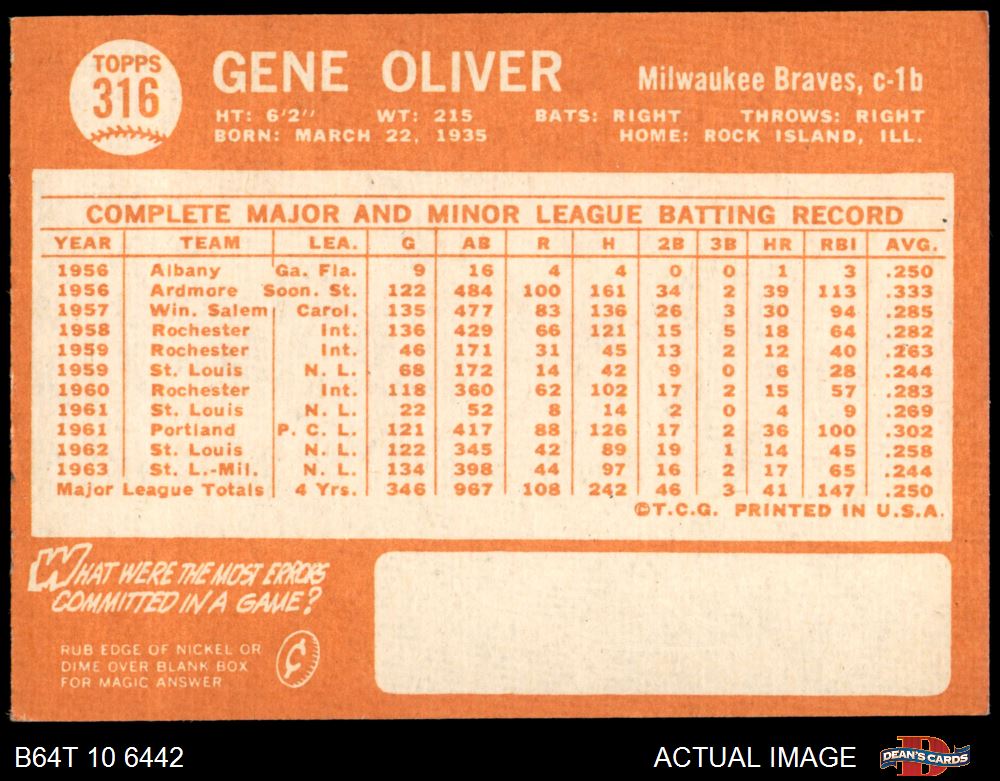 TOPPS
316
GENE OLIVER
Milwaukee Braves, c-1b
HT: 6'2" WT: 215 BATS: RIGHT THROWS: RIGHT
BORN: MARCH 22, 1935 HOME: ROCK ISLAND, ILL.
COMPLETE MAJOR AND MINOR LEAGUE BATTING RECORD
YEAR TEAM LEA. G AB R H 2B 3B HR RBI AVG.
1956 Albany Ga. Fla. 9 16 4 4 0 0 1 3 .250
1956 Ardmore Soon. St. 122 484 100 161 34 2 39 113 .333
1957 Win. Salem Carol. 135 477 83 136 26 3 30 94 .285
1958 Rochester Int. 136 429 66 121 15 5 18 64 .282
1959 Rochester Int. 46 171 31 45 13 2 12 40 .263
1959 St. Louis N. L. 68 172 14 42 9 0 6 28 .244
1960 Rochester Int. 118 360 62 102 17 2 15 57 .283
1961 St. Louis N. L. 22 52 8 14 2 0 4 9 .269
1961 Portland P. C. L. 121 417 88 126 17 2 36 100 .302
1962 St. Louis N. L. 122 345 42 89 19 1 14 45 .258
1963 St. L.-Mil. N. L. 134 398 44 97 16 2 17 65 .244
Major League Totals 4 Yrs. 346 967 108 242 46 3 41 147 .250
©T.C.G. PRINTED IN U.S.A.
WHAT WERE THE MOST ERRORS
COMMITTED IN A GAME?
RUB EDGE OF NICKEL OR
DIME OVER BLANK BOX
FOR MAGIC ANSWER
¢
B64T 10 6442
ACTUAL IMAGE
DEAN'S CARDS